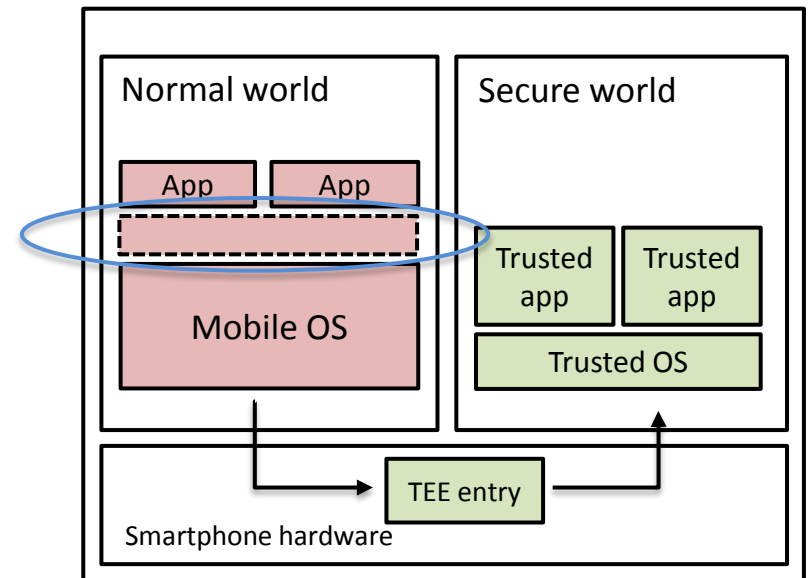 Normal world
Secure world
App
App
Trusted
app
Trusted
app
Mobile OS
Trusted OS
TEE entry
Smartphone hardware